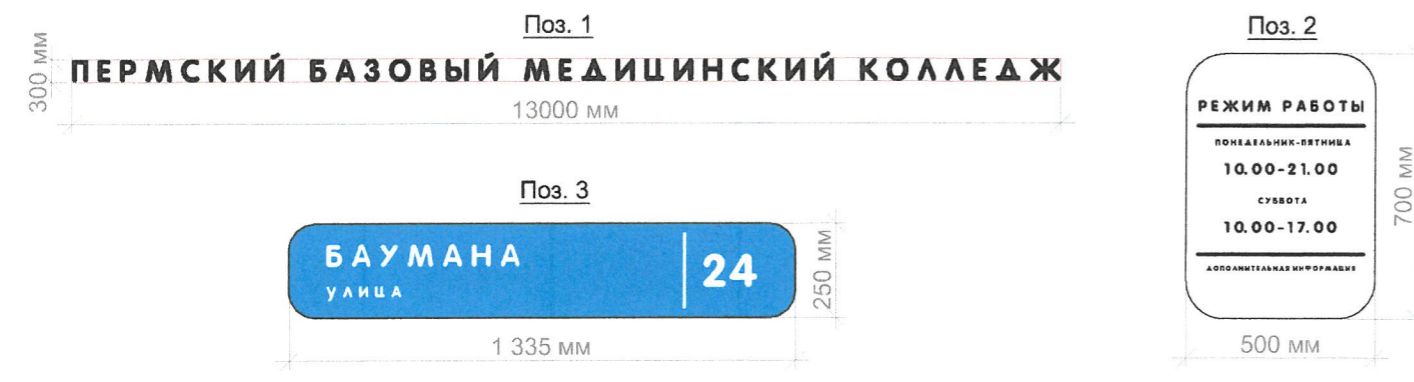 Поз. 1
300 мм
ПЕРМСКИЙ БАЗОВЫЙ МЕДИЦИНСКИЙ КОЛЛЕДЖ
13000 мм
Поз. 2
РЕЖИМ РАБОТЫ
ПОНЕДЕЛЬНИК-ПЯТНИЦА
10.00-21.00
СУББОТА
10.00-17.00
ДОПОЛНИТЕЛЬНАЯ ИНФОРМАЦИЯ
700 мм
500 мм
Поз. 3
БАУМАНА
УЛИЦА
24
250 мм
1 335 мм